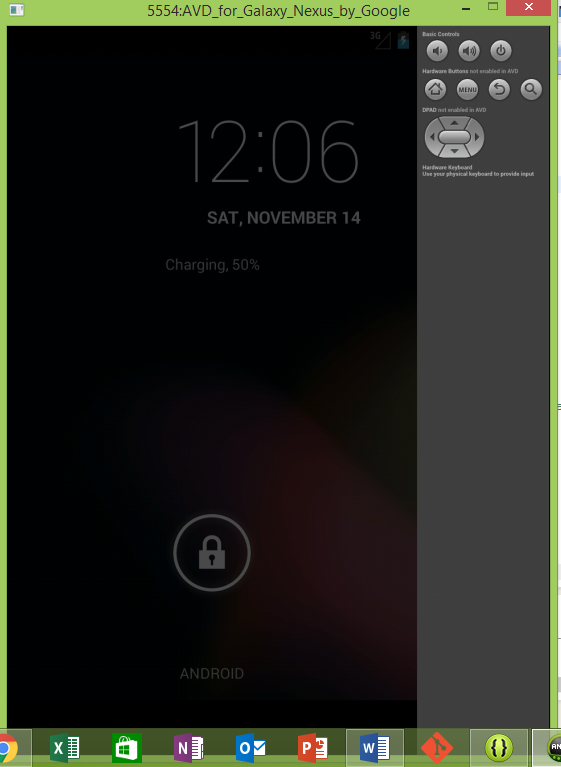 5554:AVD_for_Galaxy_Nexus_by_Google
3G
12:06
SAT, NOVEMBER 14
Charging, 50%
ANDROID
Basic Controls
Hardware Buttons not enabled in AVD
MENU
DPAD not enabled in AVD
Hardware Keyboard
Use your physical keyboard to provide input
X
N
O
P
W
{}